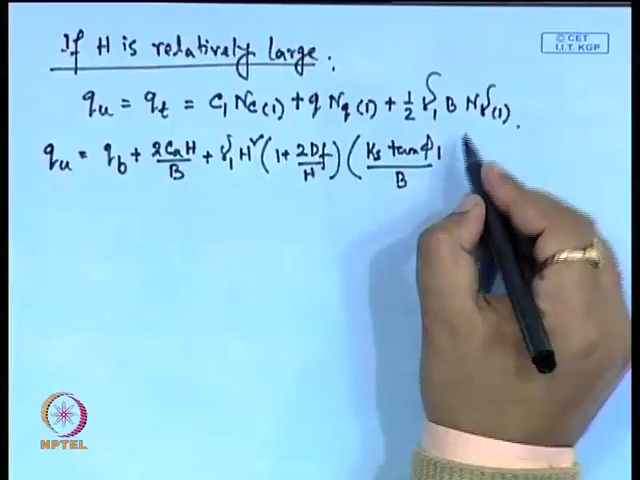 If H is relatively large :
© CET
I.I.T. KGP
qu = qt = C1 Nc(1) + q Nq(1) + 1/2 γ1 B Nγ(1) .
qu = qb + 2CaH/B + γ1 H² (1 + 2Df/H) ( Ks tanφ1/B
NPTEL